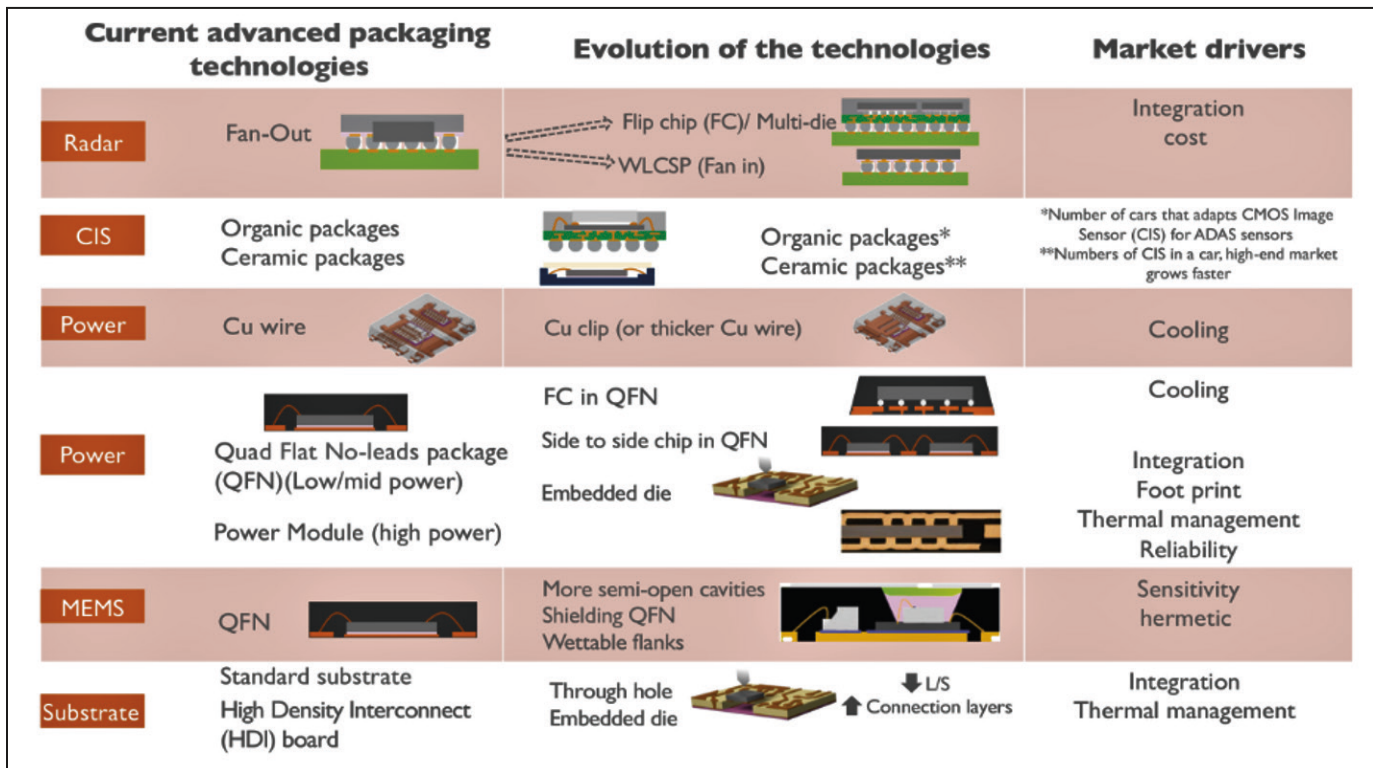 Current advanced packaging
technologies
Evolution of the technologies
Market drivers
Radar
Fan-Out
Flip chip (FC)/ Multi-die
WLCSP (Fan in)
Integration
cost
CIS
Organic packages
Ceramic packages
Organic packages*
Ceramic packages**
*Number of cars that adapts CMOS Image
Sensor (CIS) for ADAS sensors
**Numbers of CIS in a car, high-end market
grows faster
Power
Cu wire
Cu clip (or thicker Cu wire)
Cooling
Power
Quad Flat No-leads package
(QFN)(Low/mid power)
Power Module (high power)
FC in QFN
Side to side chip in QFN
Embedded die
Cooling
Integration
Foot print
Thermal management
Reliability
MEMS
QFN
More semi-open cavities
Shielding QFN
Wettable flanks
Sensitivity
hermetic
Substrate
Standard substrate
High Density Interconnect
(HDI) board
Through hole
Embedded die
L/S
Connection layers
Integration
Thermal management